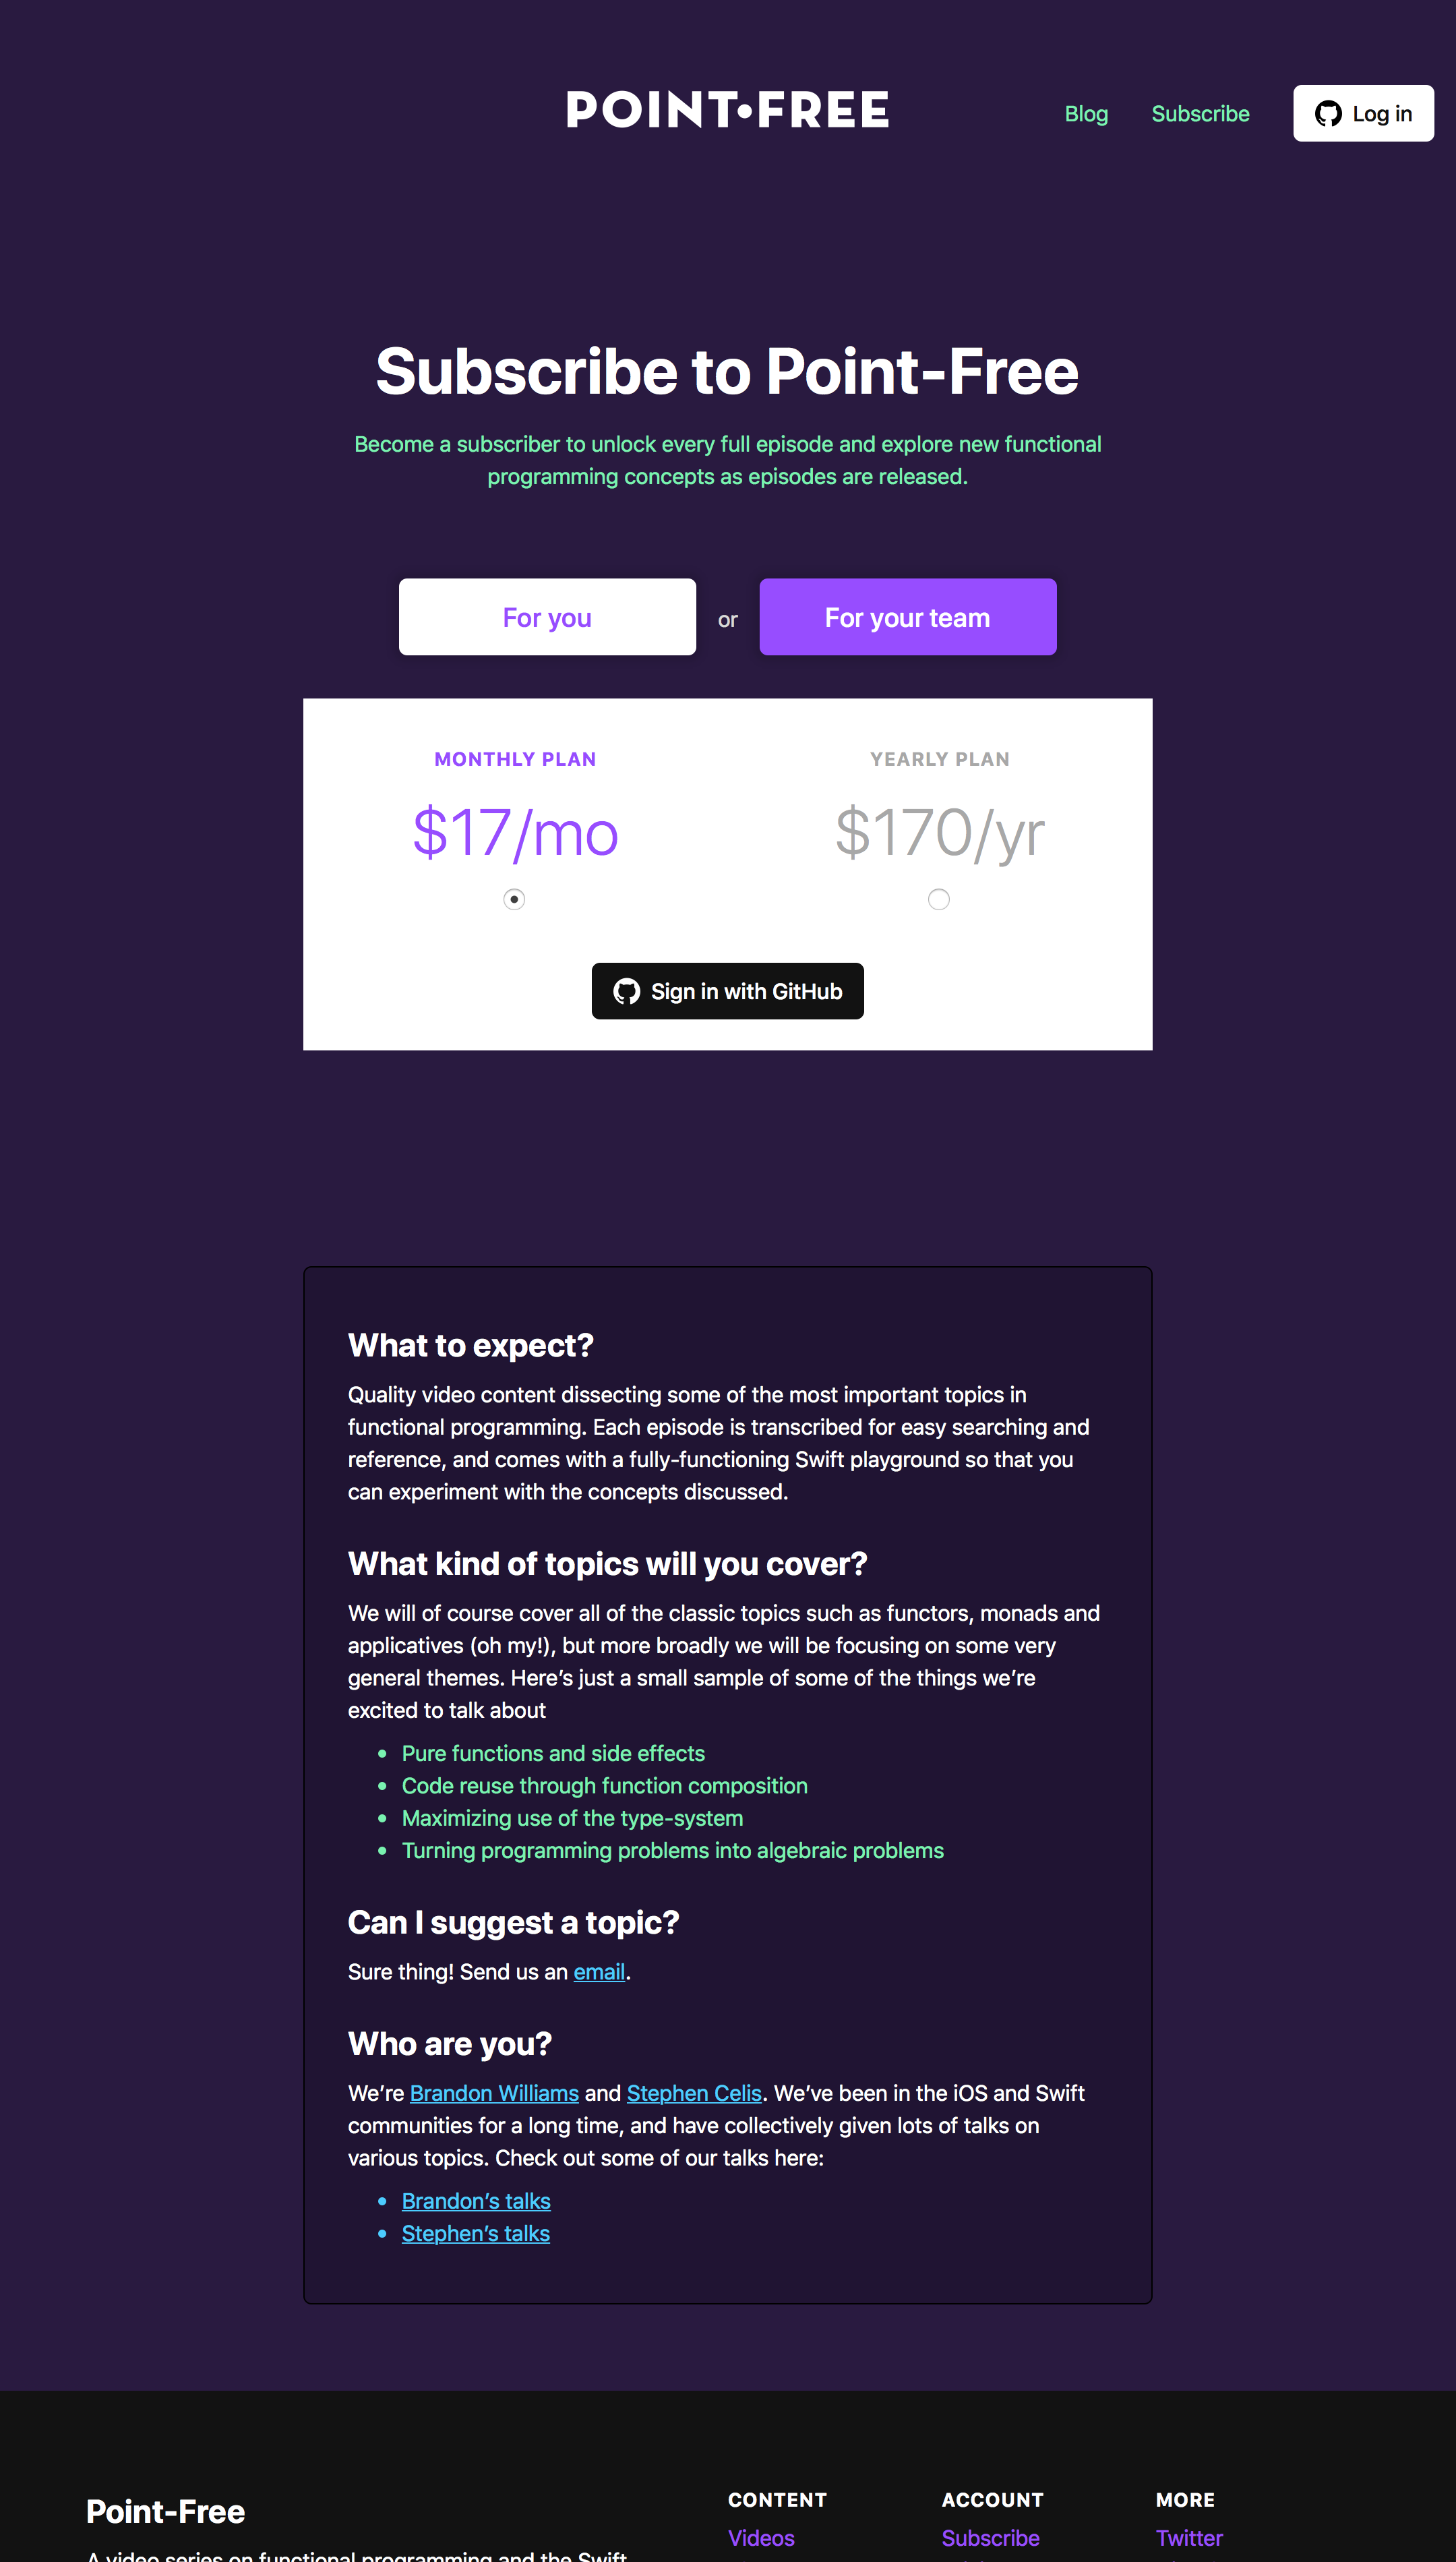 POINT•FREE
Blog
Subscribe
Log in
Subscribe to Point-Free
Become a subscriber to unlock every full episode and explore new functional
programming concepts as episodes are released.
For you
or
For your team
MONTHLY PLAN
$17/mo
YEARLY PLAN
$170/yr
Sign in with GitHub
What to expect?
Quality video content dissecting some of the most important topics in
functional programming. Each episode is transcribed for easy searching and
reference, and comes with a fully-functioning Swift playground so that you
can experiment with the concepts discussed.
What kind of topics will you cover?
We will of course cover all of the classic topics such as functors, monads and
applicatives (oh my!), but more broadly we will be focusing on some very
general themes. Here’s just a small sample of some of the things we’re
excited to talk about
• Pure functions and side effects
• Code reuse through function composition
• Maximizing use of the type-system
• Turning programming problems into algebraic problems
Can I suggest a topic?
Sure thing! Send us an email.
Who are you?
We’re Brandon Williams and Stephen Celis. We’ve been in the iOS and Swift
communities for a long time, and have collectively given lots of talks on
various topics. Check out some of our talks here:
• Brandon’s talks
• Stephen’s talks
Point-Free
A video series on functional programming and the Swift
CONTENT
Videos
ACCOUNT
Subscribe
MORE
Twitter